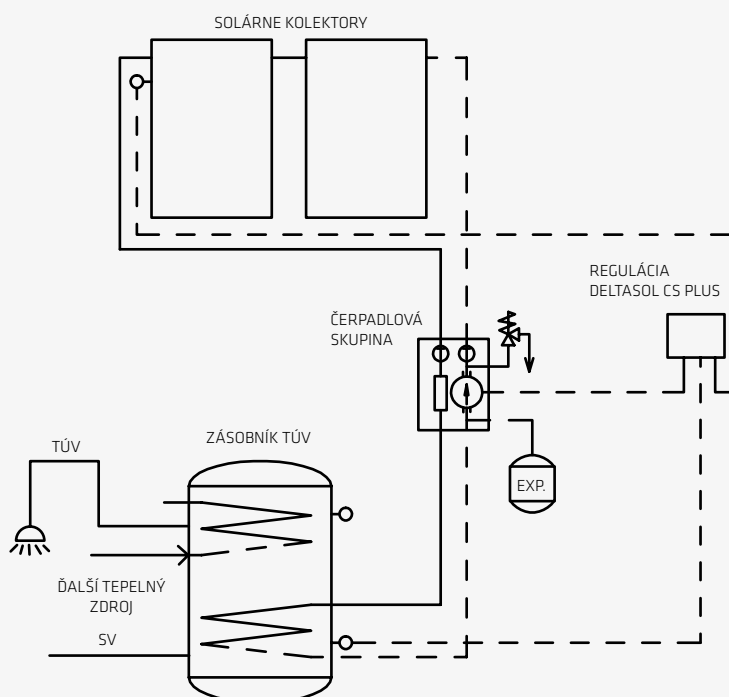 SOLÁRNE KOLEKTORY
REGULÁCIA
DELTASOL CS PLUS
ČERPADLOVÁ
SKUPINA
ZÁSOBNÍK TÚV
TÚV
EXP.
ĎALŠÍ TEPELNÝ
ZDROJ
SV